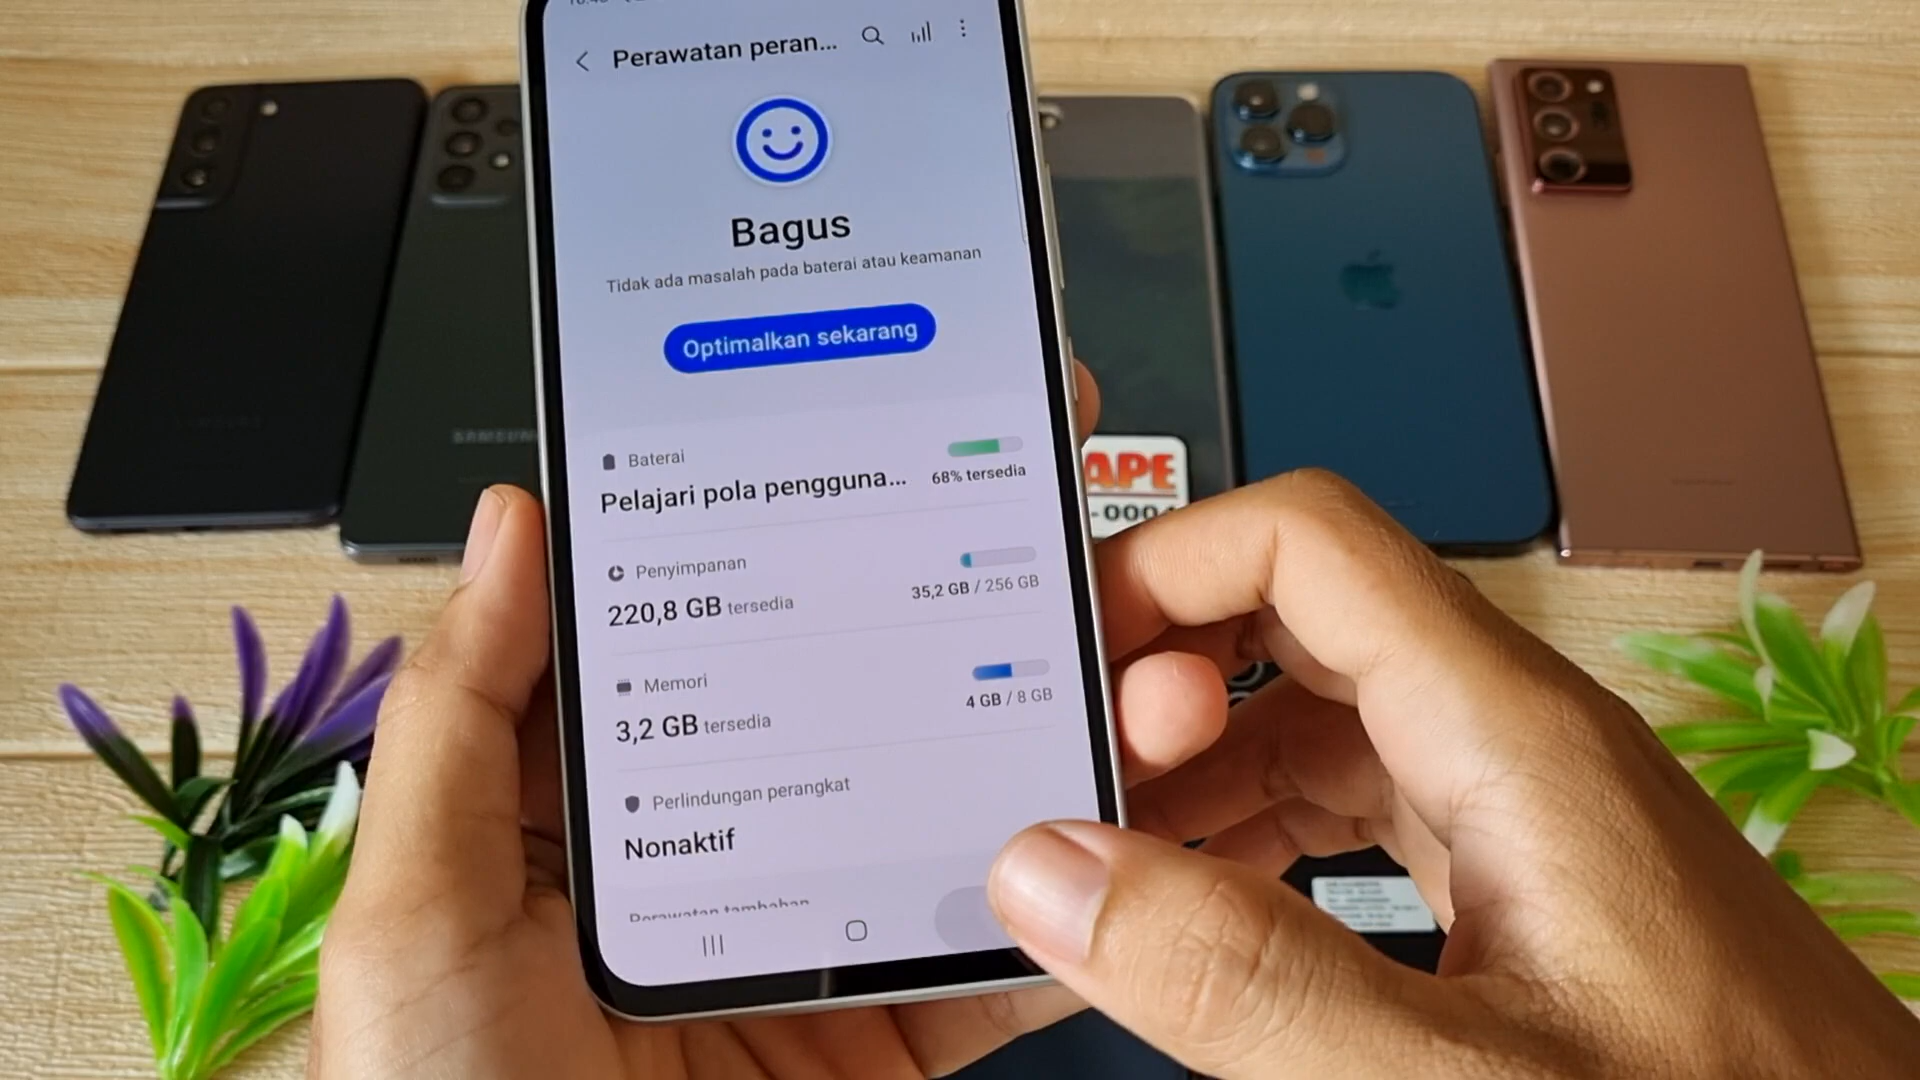 Perawatan peran...
Bagus
Tidak ada masalah pada baterai atau keamanan
Optimalkan sekarang
Baterai
Pelajari pola pengguna...
68% tersedia
Penyimpanan
220,8 GB tersedia
35,2 GB / 256 GB
Memori
3,2 GB tersedia
4 GB / 8 GB
Perlindungan perangkat
Nonaktif
Perawatan tambahan
SAMSUNG
APE
-0004